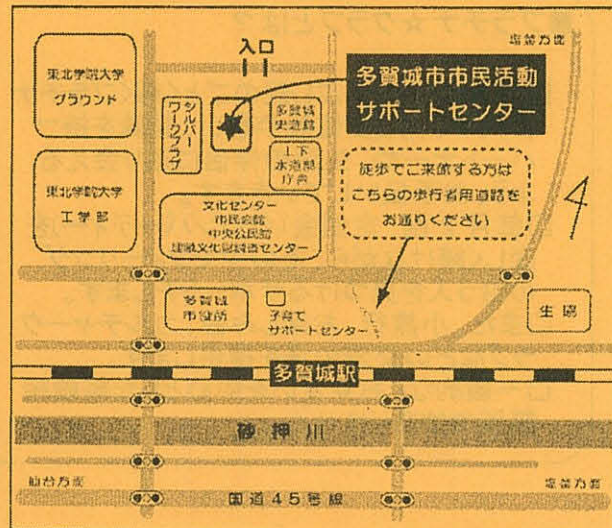 塩釜方面
入口
東北学院大学
グラウンド
シルバー
ワークプラザ
多賀城
史遊館
多賀城市市民活動
サポートセンター
上下
水道部
庁舎
東北学院大学
工学部
徒歩でご来館する方は
こちらの歩行者用道路を
お通りください
文化センター
市民会館
中央公民館
埋蔵文化財調査センター
多賀城
市役所
子育て
サポートセンター
生協
多賀城駅
砂押川
仙台方面
国道45号線
塩釜方面